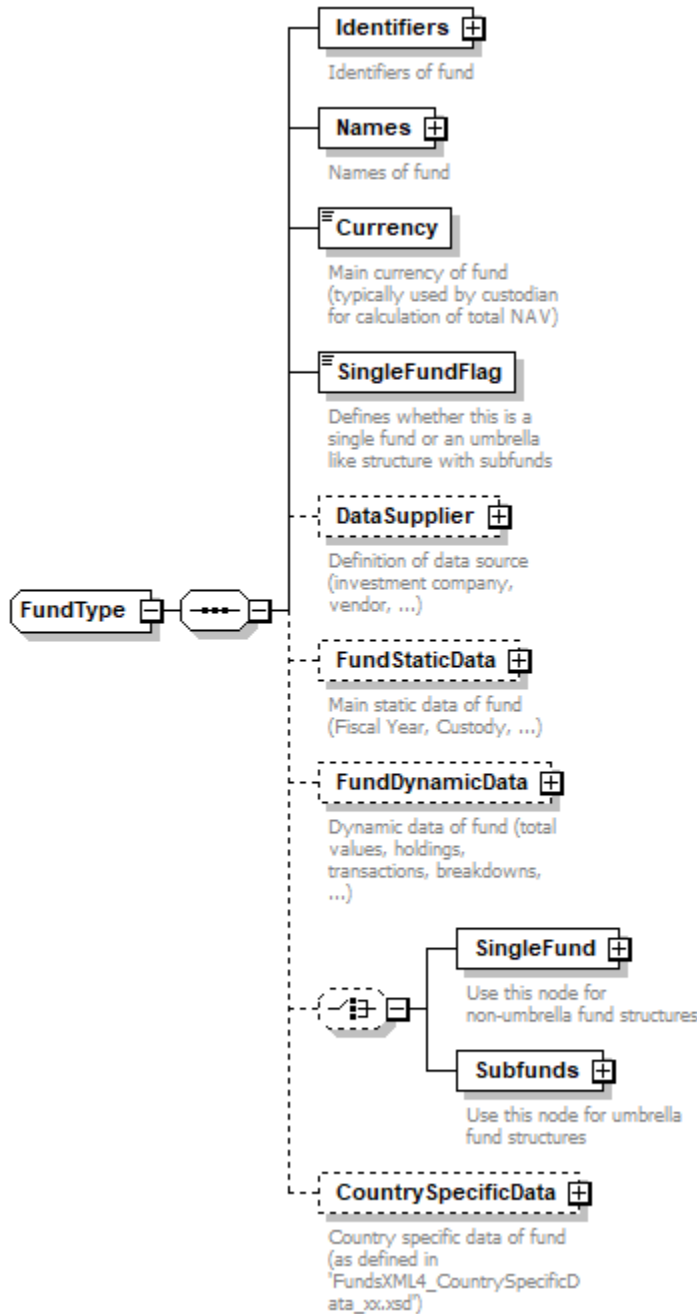 Identifiers
Identifiers of fund
Names
Names of fund
Currency
Main currency of fund
(typically used by custodian
for calculation of total NAV)
SingleFundFlag
Defines whether this is a
single fund or an umbrella
like structure with subfunds
DataSupplier
Definition of data source
(investment company,
vendor, ...)
FundType
FundStaticData
Main static data of fund
(Fiscal Year, Custody, ...)
FundDynamicData
Dynamic data of fund (total
values, holdings,
transactions, breakdowns,
...)
SingleFund
Use this node for
non-umbrella fund structures
Subfunds
Use this node for umbrella
fund structures
CountrySpecificData
Country specific data of fund
(as defined in
'FundsXML4_CountrySpecificD
ata_xx.xsd')